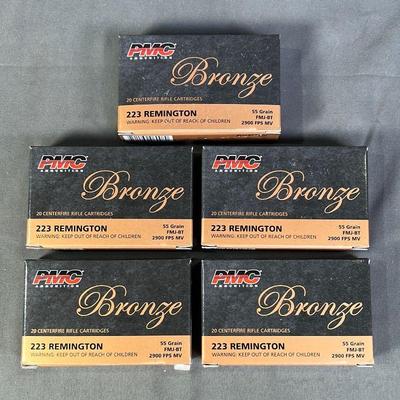 PMC
AMMUNITION
Bronze
20 CENTERFIRE RIFLE CARTRIDGES
223 REMINGTON
WARNING: KEEP OUT OF REACH OF CHILDREN
55 Grain
FMJ-BT
2900 FPS MV
PMC
AMMUNITION
Bronze
20 CENTERFIRE RIFLE CARTRIDGES
223 REMINGTON
WARNING: KEEP OUT OF REACH OF CHILDREN
55 Grain
FMJ-BT
2900 FPS MV
PMC
AMMUNITION
Bronze
20 CENTERFIRE RIFLE CARTRIDGES
223 REMINGTON
WARNING: KEEP OUT OF REACH OF CHILDREN
55 Grain
FMJ-BT
2900 FPS MV
PMC
AMMUNITION
Bronze
20 CENTERFIRE RIFLE CARTRIDGES
223 REMINGTON
WARNING: KEEP OUT OF REACH OF CHILDREN
55 Grain
FMJ-BT
2900 FPS MV
PMC
AMMUNITION
Bronze
20 CENTERFIRE RIFLE CARTRIDGES
223 REMINGTON
WARNING: KEEP OUT OF REACH OF CHILDREN
55 Grain
FMJ-BT
2900 FPS MV